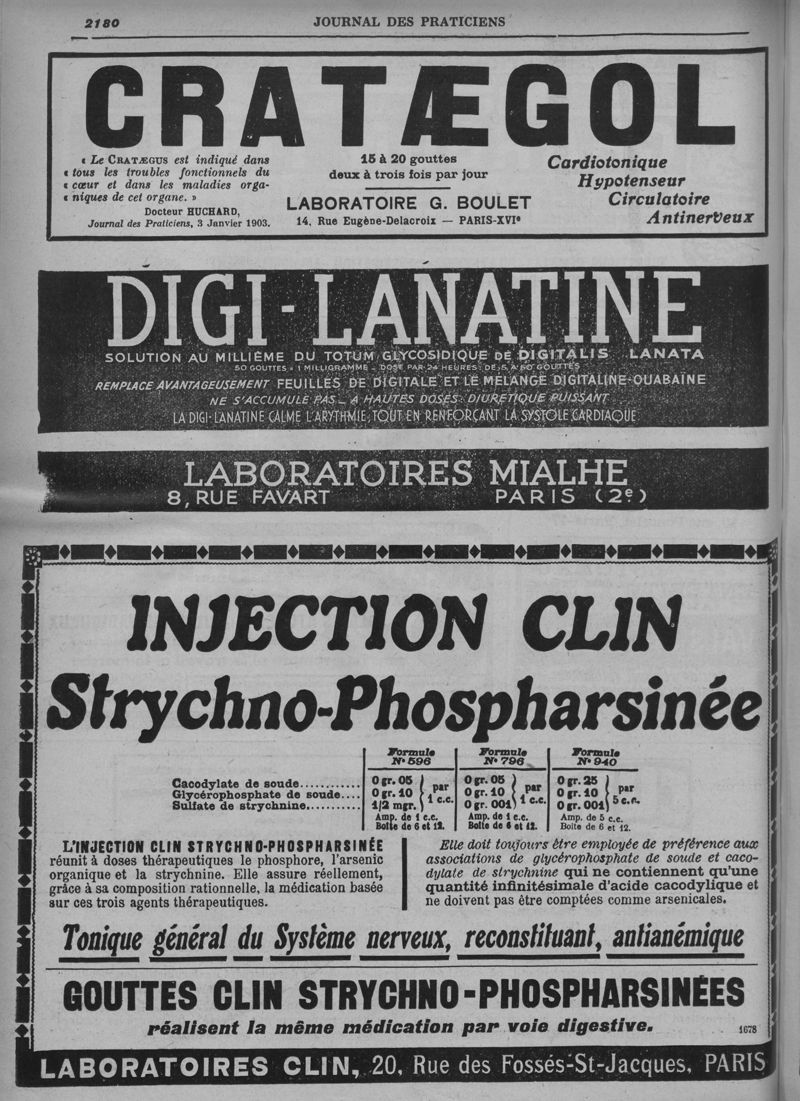 2180
JOURNAL DES PRATICIENS
CRATÆGOL
« Le CRATÆGUS est indiqué dans
« tous les troubles fonctionnels du
« cœur et dans les maladies orga-
« niques de cet organe. »
Docteur HUCHARD,
Journal des Praticiens, 3 Janvier 1903.
15 à 20 gouttes
deux à trois fois par jour
LABORATOIRE G. BOULET
14, Rue Eugène-Delacroix — PARIS-XVIe
Cardiotonique
Hypotenseur
Circulatoire
Antinerveux
DIGI-LANATINE
SOLUTION AU MILLIÈME DU TOTUM GLYCOSIDIQUE DE DIGITALIS LANATA
50 GOUTTES = 1 MILLIGRAMME - DOSE PAR 24 HEURES: DE 5 A 50 GOUTTES
REMPLACE AVANTAGEUSEMENT FEUILLES DE DIGITALE ET LE MÉLANGE DIGITALINE-OUABAÏNE
NE S'ACCUMULE PAS - A HAUTES DOSES: DIURÉTIQUE PUISSANT
LA DIGI-LANATINE CALME L'ARYTHMIE, TOUT EN RENFORÇANT LA SYSTOLE CARDIAQUE
LABORATOIRES MIALHE
8, RUE FAVART PARIS (2e)
INJECTION CLIN
Strychno-Phospharsinée
Formule Formule Formule
N° 596 N° 796 N° 940
Cacodylate de soude............ 0 gr. 05 0 gr. 05 0 gr. 25
Glycérophosphate de soude.... 0 gr. 10 par 0 gr. 10 par 0 gr. 10 par
Sulfate de strychnine........... 1/2 mgr. 1 c.c. 0 gr. 001 1 c.c. 0 gr. 001 5 c.c.
Amp. de 1 c.c. Amp. de 1 c.c. Amp. de 5 c.c.
Boîte de 6 et 12. Boîte de 6 et 12. Boîte de 6 et 12.
L'INJECTION CLIN STRYCHNO-PHOSPHARSINÉE
réunit à doses thérapeutiques le phosphore, l'arsenic
organique et la strychnine. Elle assure réellement,
grâce à sa composition rationnelle, la médication basée
sur ces trois agents thérapeutiques.
Elle doit toujours être employée de préférence aux
associations de glycérophosphate de soude et caco-
dylate de strychnine qui ne contiennent qu'une
quantité infinitésimale d'acide cacodylique et
ne doivent pas être comptées comme arsenicales.
Tonique général du Système nerveux, reconstituant, antianémique
GOUTTES CLIN STRYCHNO-PHOSPHARSINÉES
réalisent la même médication par voie digestive.
1678
LABORATOIRES CLIN, 20, Rue des Fossés-St-Jacques, PARIS